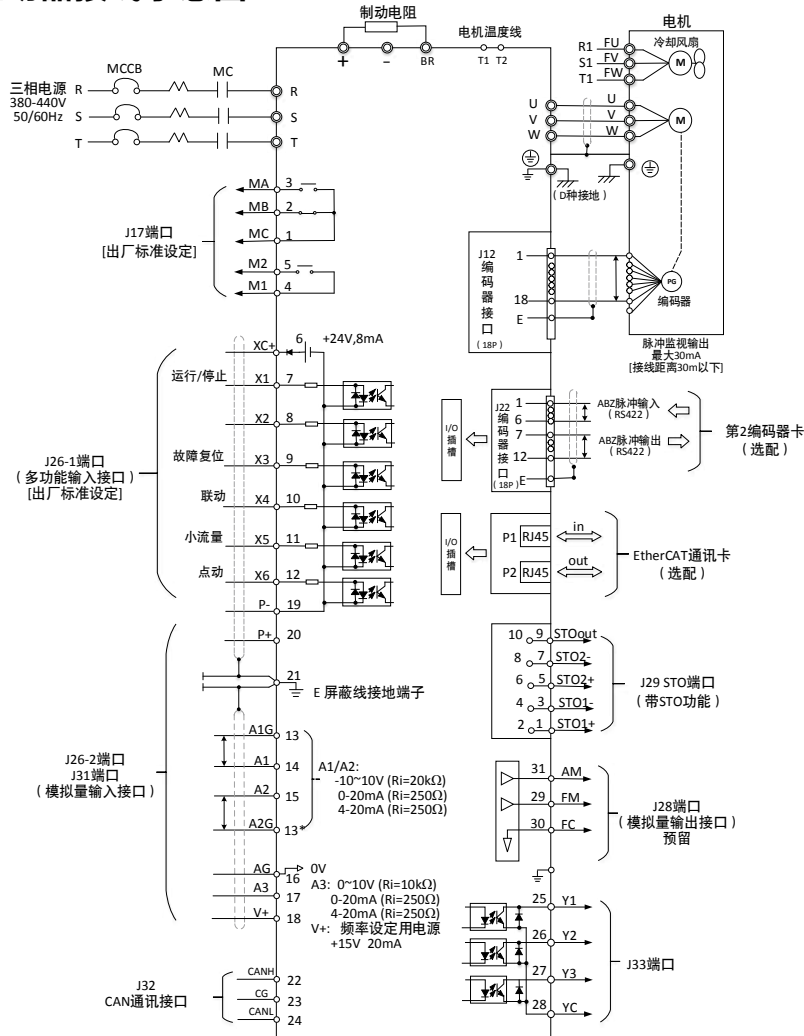 制动电阻
+
-
BR
电机温度线
T1 T2
电机
冷却风扇
R1 FU
S1 FV
T1 FW
M
MCCB
MC
三相电源
380-440V
50/60Hz
R
R
S
S
T
T
U
V
W
U
V
W
M
(D种接地)
MA 3
MB 2
MC 1
M2 5
M1 4
J17端口
[出厂标准设定]
J12
编码器接口
(18P)
1
18
E
PG
编码器
脉冲监视输出
最大30mA
[接线距离30m以下]
XC+ 6
+24V,8mA
运行/停止 X1 7
X2 8
故障复位 X3 9
联动 X4 10
小流量 X5 11
点动 X6 12
P- 19
J26-1端口
(多功能输入接口)
[出厂标准设定]
I/O
插槽
J22
编码器接口
(18P)
1
6
7
12
E
ABZ脉冲输入
(RS422)
ABZ脉冲输出
(RS422)
第2编码器卡
(选配)
I/O
插槽
P1 RJ45 in
P2 RJ45 out
EtherCAT通讯卡
(选配)
P+ 20
21
E 屏蔽线接地端子
A1G 13
A1 14
A2 15
A2G 13*
A1/A2:
-10~10V (Ri=20kΩ)
0-20mA (Ri=250Ω)
4-20mA (Ri=250Ω)
J26-2端口
J31端口
(模拟量输入接口)
AG 16
0V
A3 17
V+ 18
A3: 0~10V (Ri=10kΩ)
0-20mA (Ri=250Ω)
4-20mA (Ri=250Ω)
V+: 频率设定用电源
+15V 20mA
10 9 STOout
8 7 STO2-
6 5 STO2+
4 3 STO1-
2 1 STO1+
J29 STO端口
(带STO功能)
31 AM
29 FM
30 FC
J28端口
(模拟量输出接口)
预留
25 Y1
26 Y2
27 Y3
28 YC
J33端口
J32
CAN通讯接口
CANH 22
CG 23
CANL 24